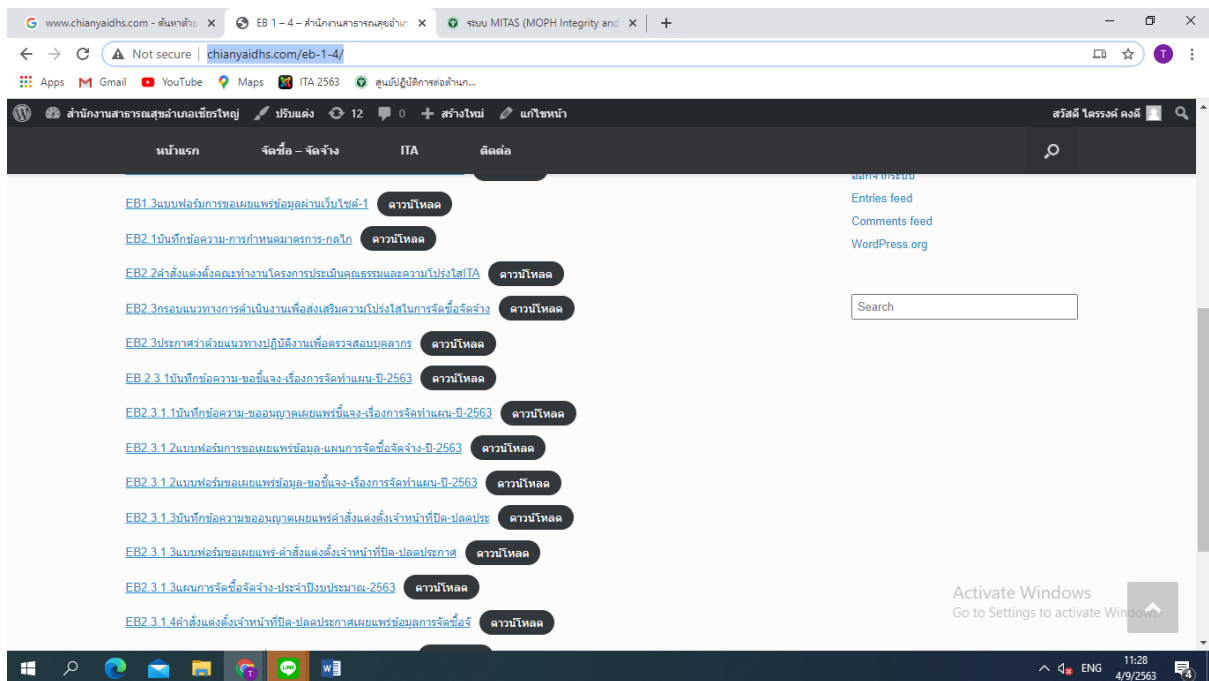 www.chianyaidhs.com - ค้นหาด้วย
EB 1 – 4 – สำนักงานสาธารณสุขอำเภ
ระบบ MITAS (MOPH Integrity and
Not secure | chianyaidhs.com/eb-1-4/
T
Apps Gmail YouTube Maps ITA 2563 ศูนย์ปฏิบัติการต่อต้านก...
สำนักงานสาธารณสุขอำเภอเชียรใหญ่ ปรับแต่ง 12 0 สร้างใหม่ แก้ไขหน้า สวัสดี ไตรรงค์ คงดี
หน้าแรก จัดซื้อ – จัดจ้าง ITA ติดต่อ
ออกจากระบบ
EB1.3แบบฟอร์มการขอเผยแพร่ข้อมูลผ่านเว็บไซต์-1 ดาวน์โหลด
Entries feed
Comments feed
EB2.1บันทึกข้อความ-การกำหนดมาตรการ-กลไก ดาวน์โหลด
WordPress.org
EB2.2คำสั่งแต่งตั้งคณะทำงานโครงการประเมินคุณธรรมและความโปร่งใสITA ดาวน์โหลด
EB2.3กรอบแนวทางการดำเนินงานเพื่อส่งเสริมความโปร่งใสในการจัดซื้อจัดจ้าง ดาวน์โหลด
Search
EB2.3ประกาศว่าด้วยแนวทางปฏิบัติงานเพื่อตรวจสอบบุคลากร ดาวน์โหลด
EB.2.3.1บันทึกข้อความ-ขอชี้แจง-เรื่องการจัดทำแผน-ปี-2563 ดาวน์โหลด
EB2.3.1.1บันทึกข้อความ-ขออนุญาตเผยแพร่ชี้แจง-เรื่องการจัดทำแผน-ปี-2563 ดาวน์โหลด
EB2.3.1.2แบบฟอร์มการขอเผยแพร่ข้อมูล-แผนการจัดซื้อจัดจ้าง-ปี-2563 ดาวน์โหลด
EB2.3.1.2แบบฟอร์มขอเผยแพร่ข้อมูล-ขอชี้แจง-เรื่องการจัดทำแผน-ปี-2563 ดาวน์โหลด
EB2.3.1.3บันทึกข้อความขออนุญาตเผยแพร่คำสั่งแต่งตั้งเจ้าหน้าที่ปิด-ปลดประ ดาวน์โหลด
EB2.3.1.3แบบฟอร์มขอเผยแพร่-คำสั่งแต่งตั้งเจ้าหน้าที่ปิด-ปลดประกาศ ดาวน์โหลด
EB2.3.1.3แผนการจัดซื้อจัดจ้าง-ประจำปีงบประมาณ-2563 ดาวน์โหลด
EB2.3.1.4คำสั่งแต่งตั้งเจ้าหน้าที่ปิด-ปลดประกาศเผยแพร่ข้อมูลการจัดซื้อจั ดาวน์โหลด
Activate Windows
Go to Settings to activate Windows.
ENG
11:28
4/9/2563
4